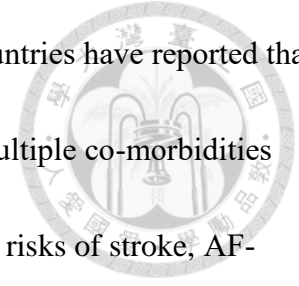 untries have reported tha
ultiple co-morbidities
risks of stroke, AF-